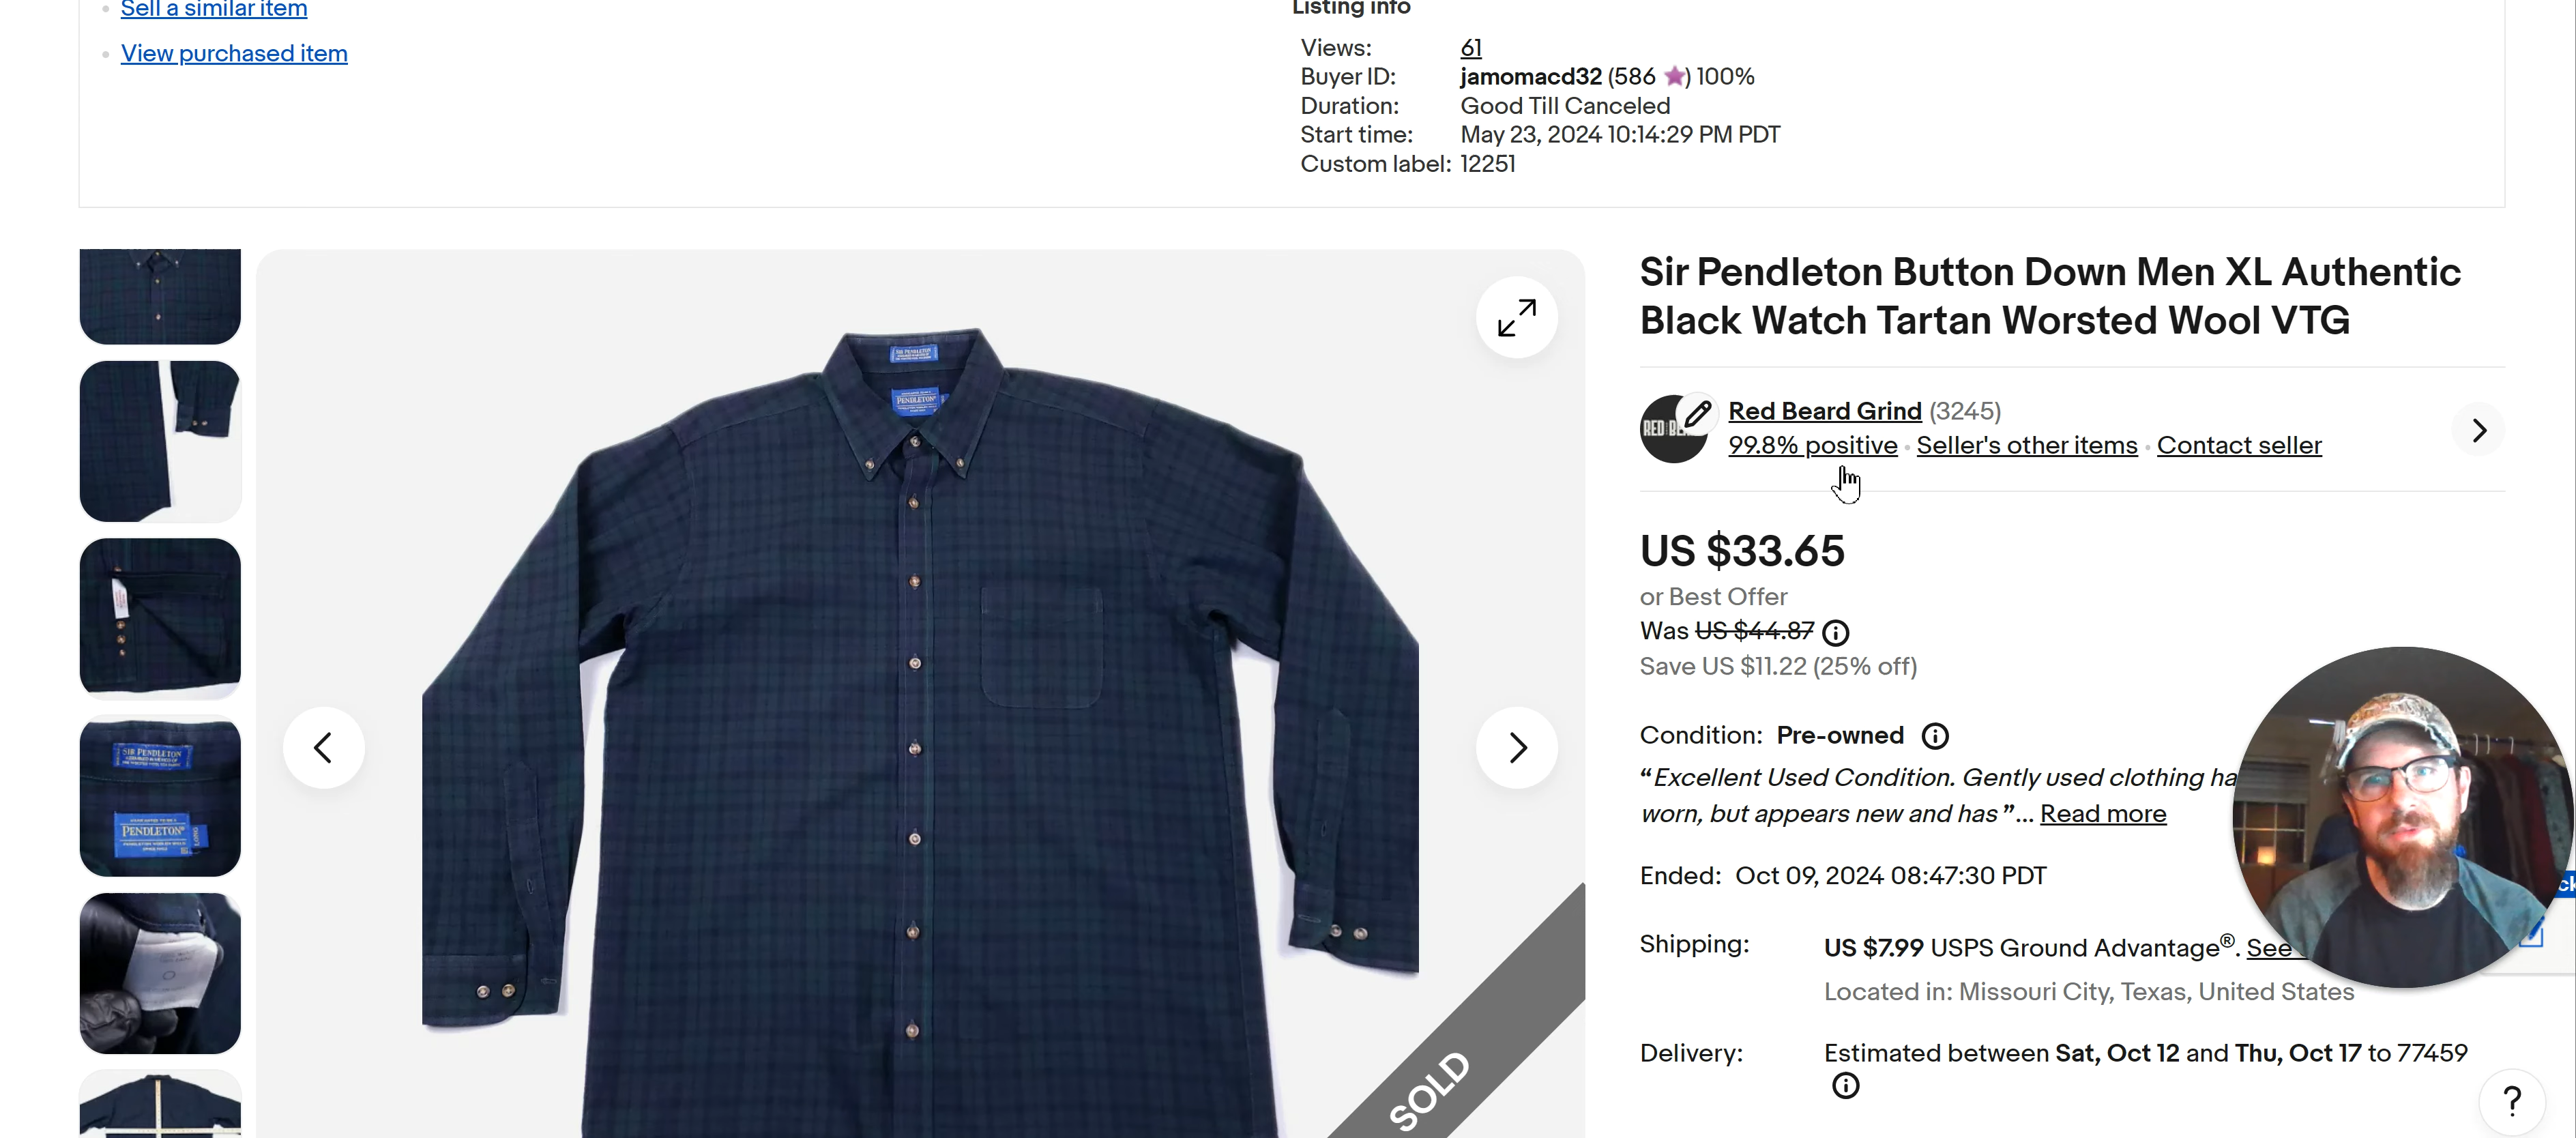 Sell a similar item
View purchased item
Listing info
Views: 61
Buyer ID: jamomacd32 (586 ) 100%
Duration: Good Till Canceled
Start time: May 23, 2024 10:14:29 PM PDT
Custom label: 12251
SIR PENDLETON
PENDLETON
SIR PENDLETON
PENDLETON
LONG
SOLD
Sir Pendleton Button Down Men XL Authentic
Black Watch Tartan Worsted Wool VTG
RED BE
Red Beard Grind (3245)
99.8% positive · Seller's other items · Contact seller
US $33.65
or Best Offer
Was US $44.87
Save US $11.22 (25% off)
Condition: Pre-owned
“Excellent Used Condition. Gently used clothing ha
worn, but appears new and has ”... Read more
Ended: Oct 09, 2024 08:47:30 PDT
Shipping: US $7.99 USPS Ground Advantage®. See
Located in: Missouri City, Texas, United States
Delivery: Estimated between Sat, Oct 12 and Thu, Oct 17 to 77459
?